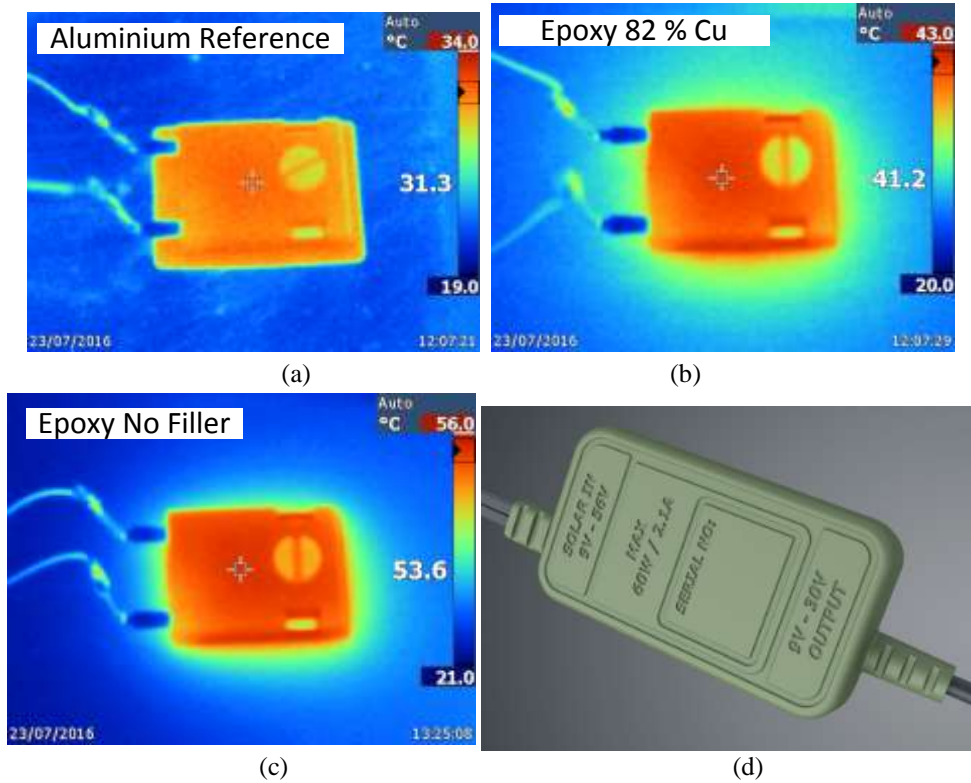 Aluminium Reference
Auto
°C 34.0
31.3
19.0
23/07/2016 12:07:21
(a)
Epoxy 82 % Cu
Auto
°C 43.0
41.2
20.0
23/07/2016 12:07:29
(b)
Epoxy No Filler
Auto
°C 56.0
53.6
21.0
23/07/2016 13:25:08
(c)
SOLAR IN
9V - 56V
MAX
60W / 2.1A
SERIAL NO:
9V - 30V
OUTPUT
(d)